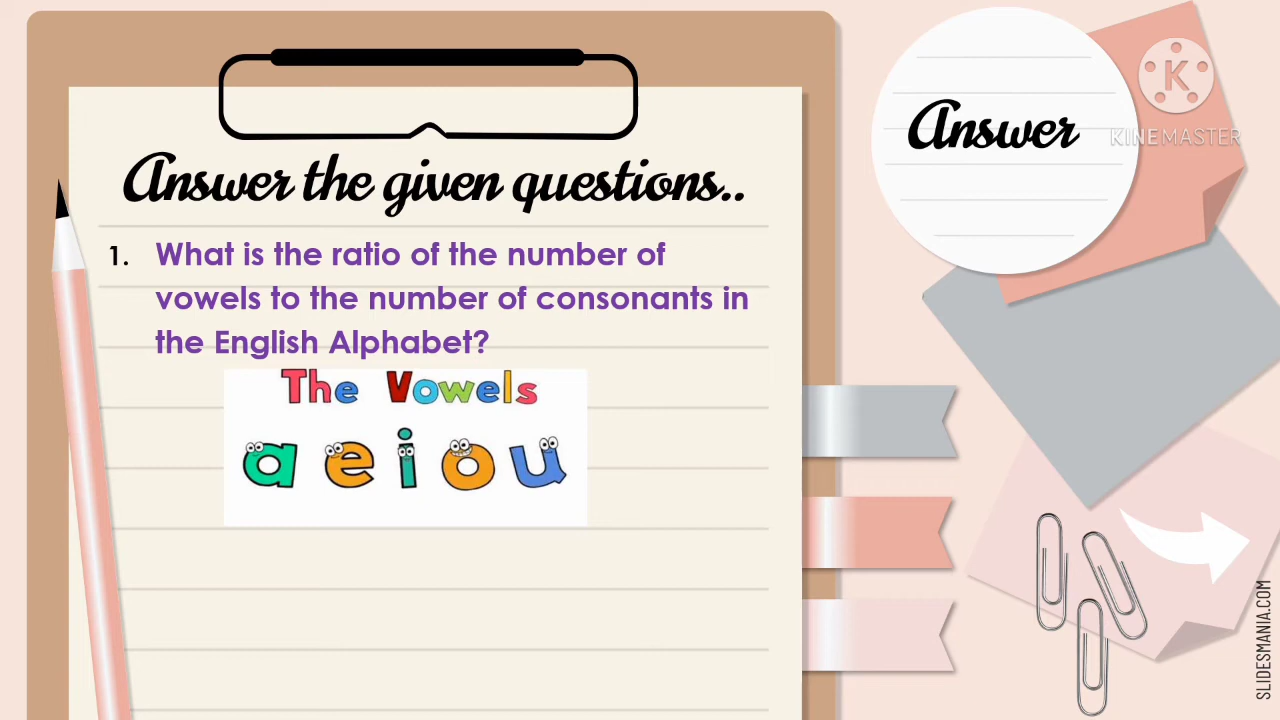 Answer the given questions..
1. What is the ratio of the number of
vowels to the number of consonants in
the English Alphabet?
The Vowels
a e i o u
Answer
K
KINEMASTER
SLIDESMANIA.COM